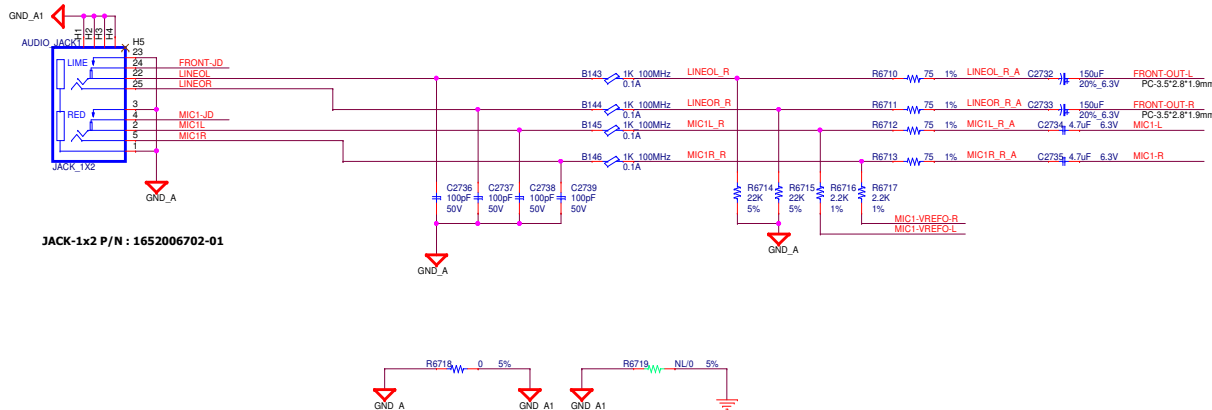 GND_A1
H1
H2
H3
H4
AUDIO_JACK1
H5
23
LIME
24 FRONT-JD
22 LINEOL
25 LINEOR
3
RED
4 MIC1-JD
2 MIC1L
5 MIC1R
1
JACK_1X2
GND_A
JACK-1x2 P/N : 1652006702-01
B143 1K_100MHz LINEOL_R R6710 75 1% LINEOL_R_A C2732 150uF FRONT-OUT-L
0.1A 20%_6.3V PC-3.5*2.8*1.9mm
B144 1K_100MHz LINEOR_R R6711 75 1% LINEOR_R_A C2733 150uF FRONT-OUT-R
0.1A 20%_6.3V PC-3.5*2.8*1.9mm
B145 1K_100MHz MIC1L_R R6712 75 1% MIC1L_R_A C2734 4.7uF 6.3V MIC1-L
0.1A
B146 1K_100MHz MIC1R_R R6713 75 1% MIC1R_R_A C2735 4.7uF 6.3V MIC1-R
0.1A
C2736 C2737 C2738 C2739
100pF 100pF 100pF 100pF
50V 50V 50V 50V
GND_A
R6714 R6715 R6716 R6717
22K 22K 2.2K 2.2K
5% 5% 1% 1%
MIC1-VREFO-R
MIC1-VREFO-L
GND_A
R6718 0 5%
GND_A GND_A1
R6719 NL/0 5%
GND_A1